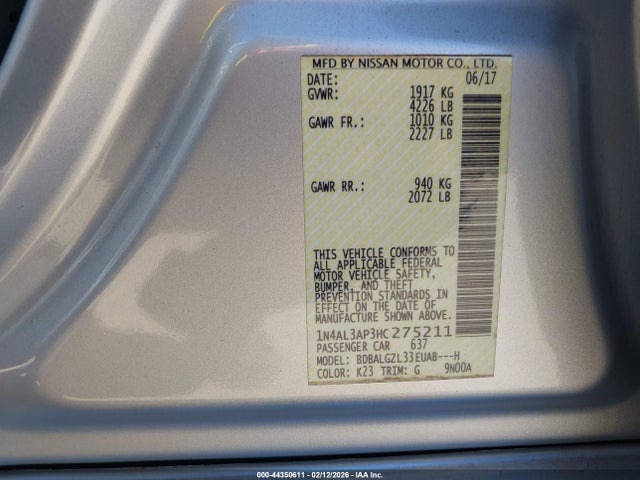 MFD BY NISSAN MOTOR CO., LTD.
DATE: 06/17
GVWR: 1917 KG
4226 LB
GAWR FR.: 1010 KG
2227 LB
GAWR RR.: 940 KG
2072 LB
THIS VEHICLE CONFORMS TO
ALL APPLICABLE FEDERAL
MOTOR VEHICLE SAFETY,
BUMPER, AND THEFT
PREVENTION STANDARDS IN
EFFECT ON THE DATE OF
MANUFACTURE SHOWN ABOVE.
1N4AL3AP3HC275211
PASSENGER CAR 637
MODEL: BDBALGZL33EUAB---H
COLOR: K23 TRIM: G 9N00A
000-44350611 - 02/12/2026 - IAA Inc.